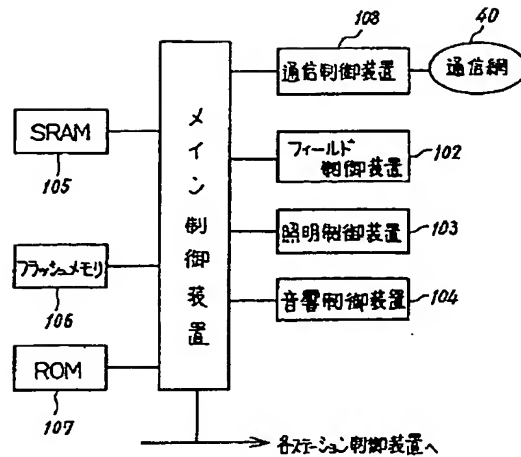 108
40
通信制御装置
通信網
SRAM
105
メイン制御装置
フィールド
制御装置
102
照明制御装置
103
フラッシュメモリ
106
音響制御装置
104
ROM
107
各ステーション制御装置へ